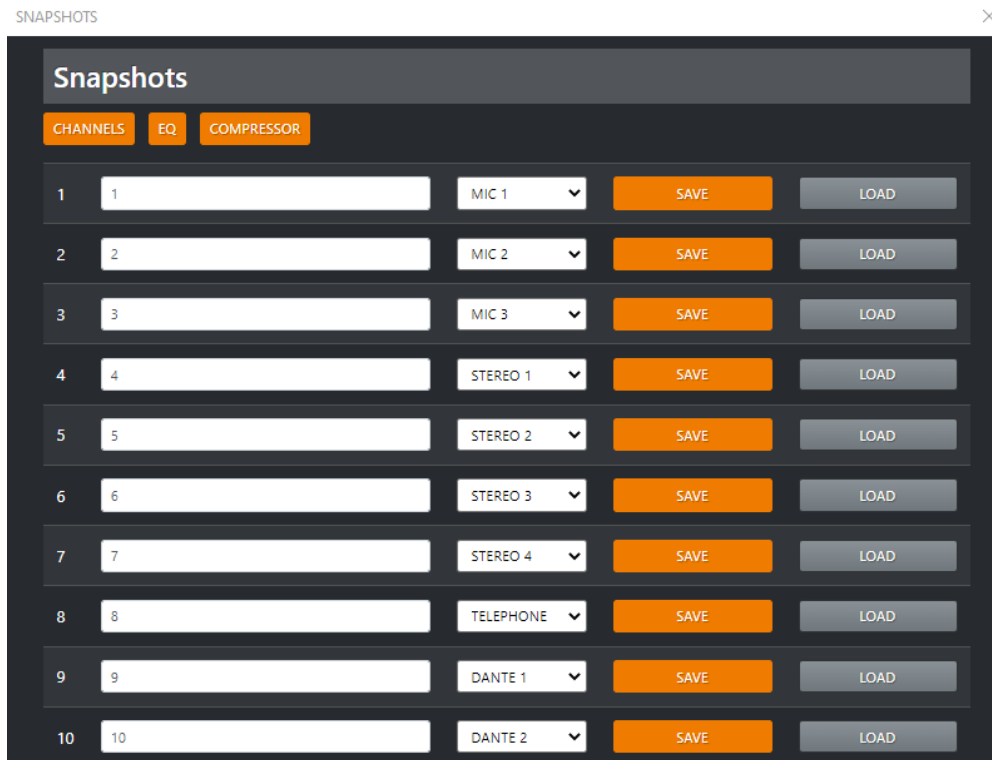 SNAPSHOTS
Snapshots
CHANNELS EQ COMPRESSOR
1 1 MIC 1 SAVE LOAD
2 2 MIC 2 SAVE LOAD
3 3 MIC 3 SAVE LOAD
4 4 STEREO 1 SAVE LOAD
5 5 STEREO 2 SAVE LOAD
6 6 STEREO 3 SAVE LOAD
7 7 STEREO 4 SAVE LOAD
8 8 TELEPHONE SAVE LOAD
9 9 DANTE 1 SAVE LOAD
10 10 DANTE 2 SAVE LOAD